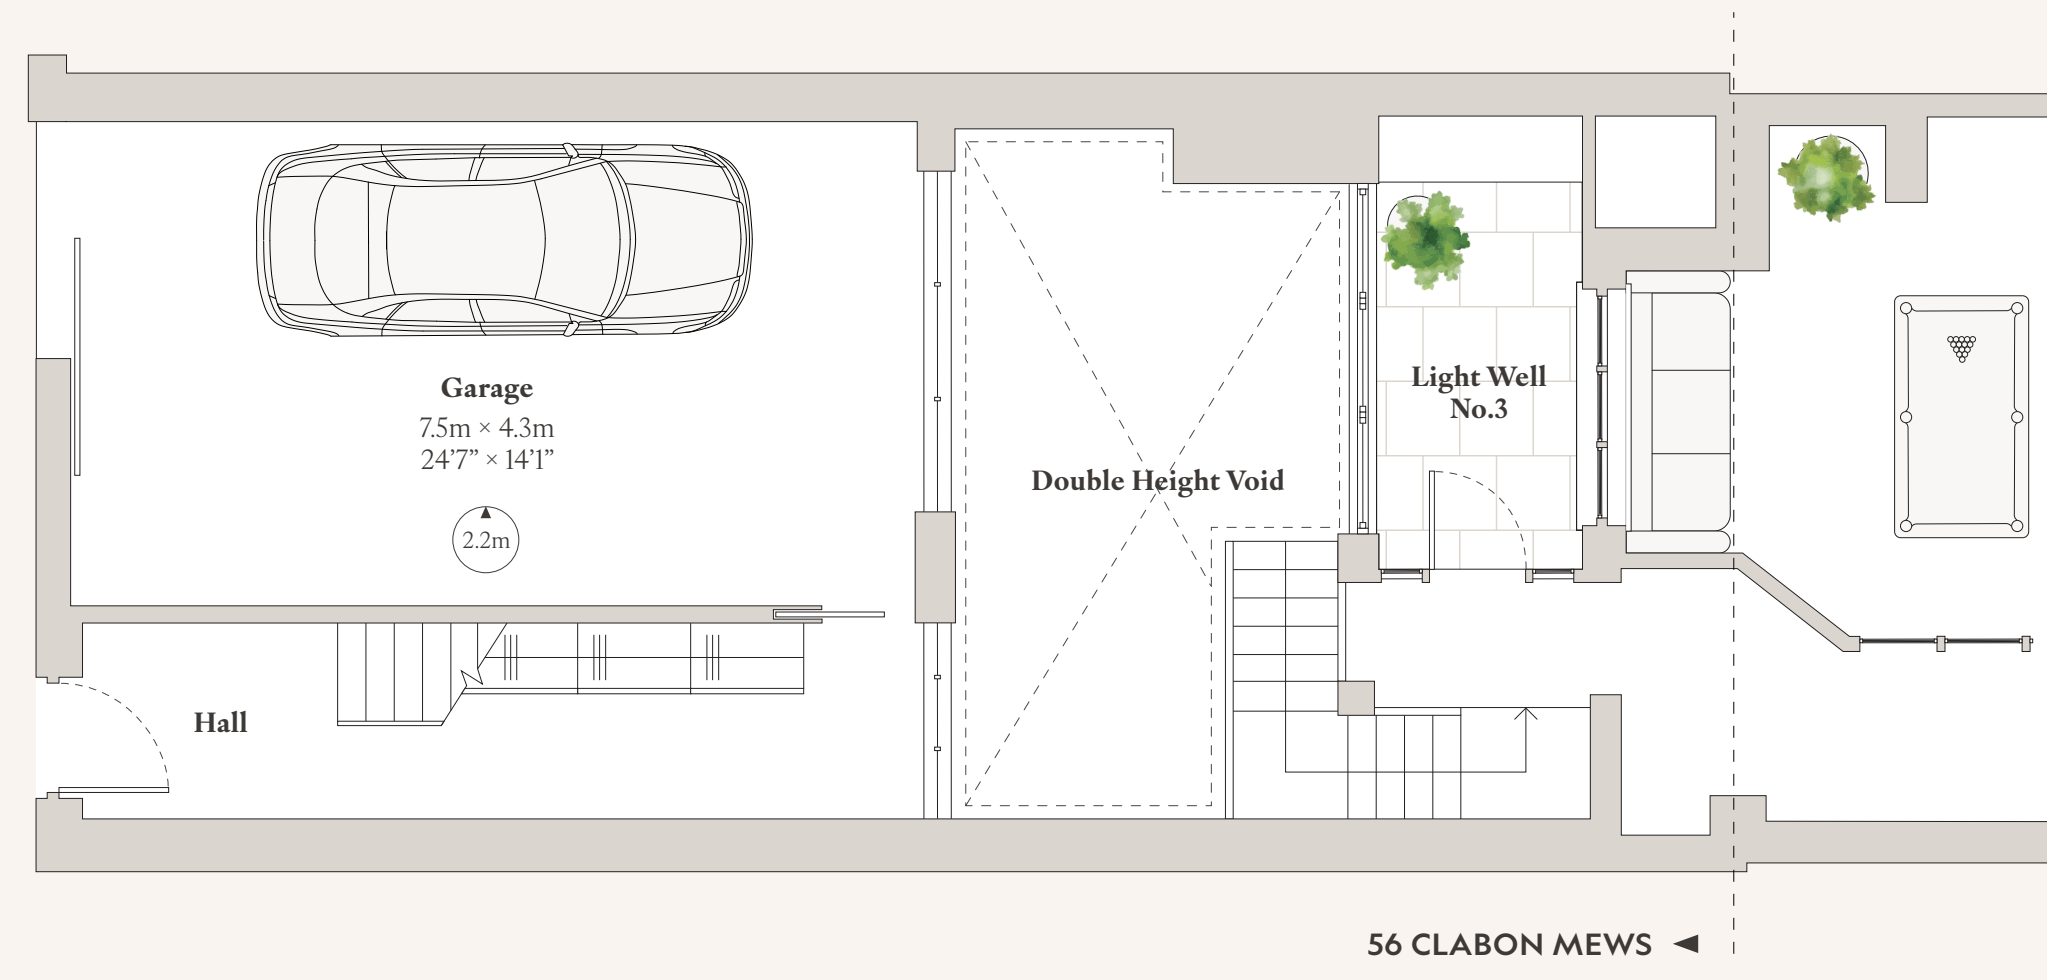 Garage
7.5m × 4.3m
24’7” × 14’1”
2.2m
Hall
Double Height Void
Light Well
No.3
56 CLABON MEWS